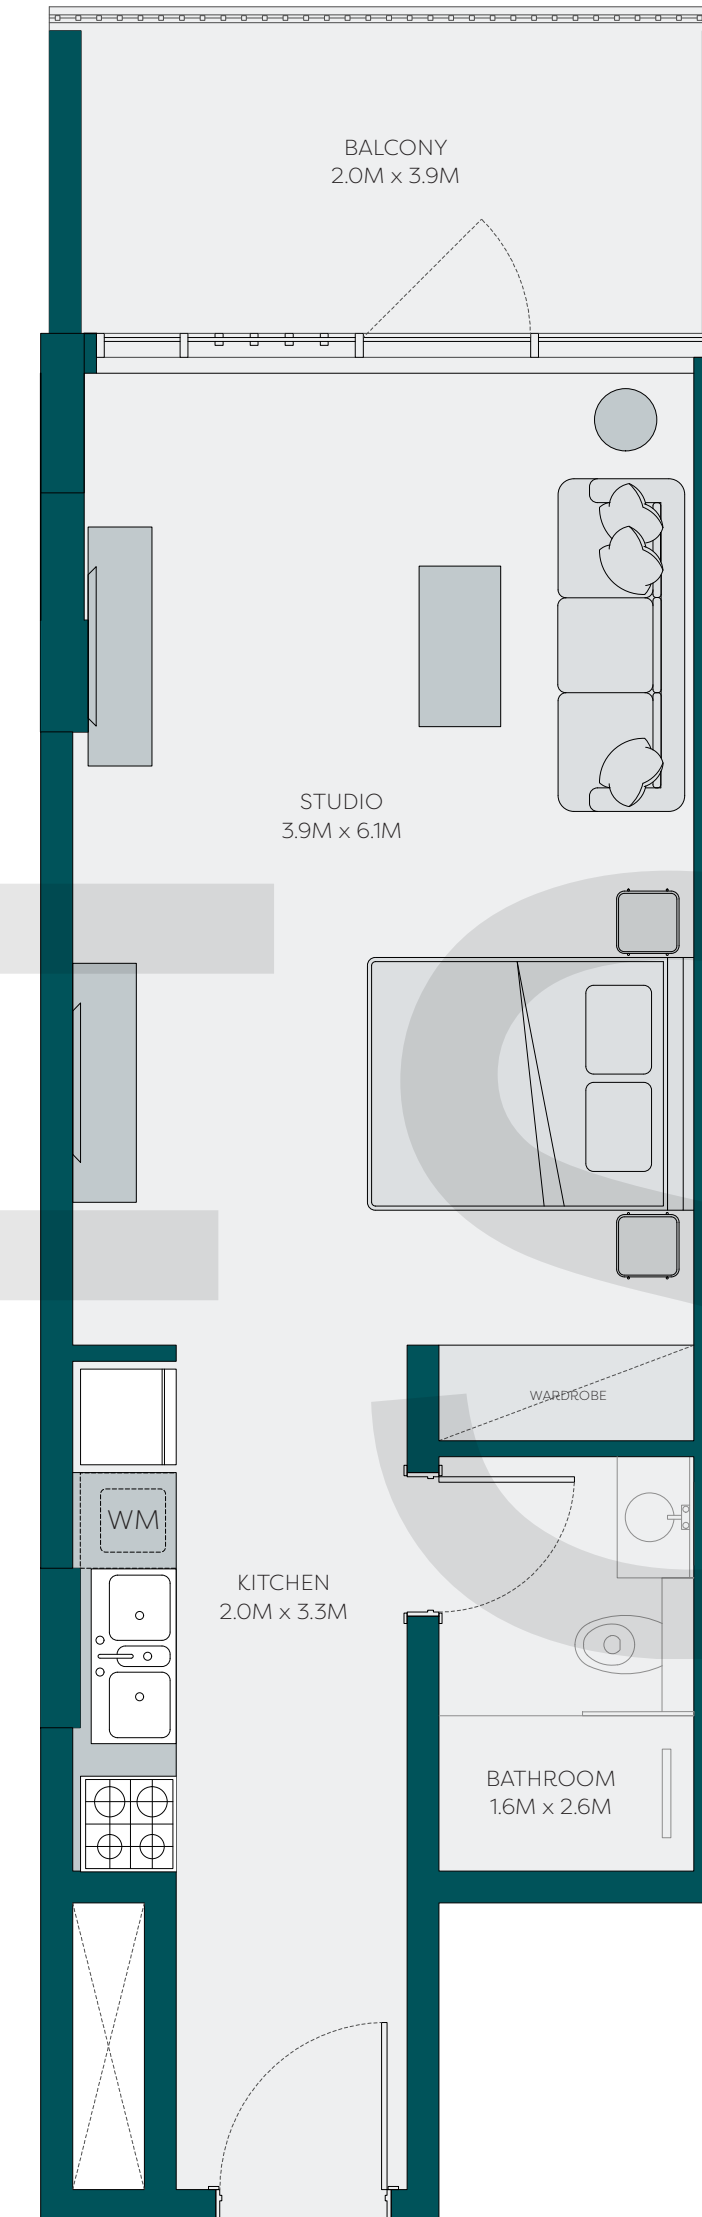 BALCONY
2.0M x 3.9M
STUDIO
3.9M x 6.1M
WARDROBE
WM
KITCHEN
2.0M x 3.3M
BATHROOM
1.6M x 2.6M